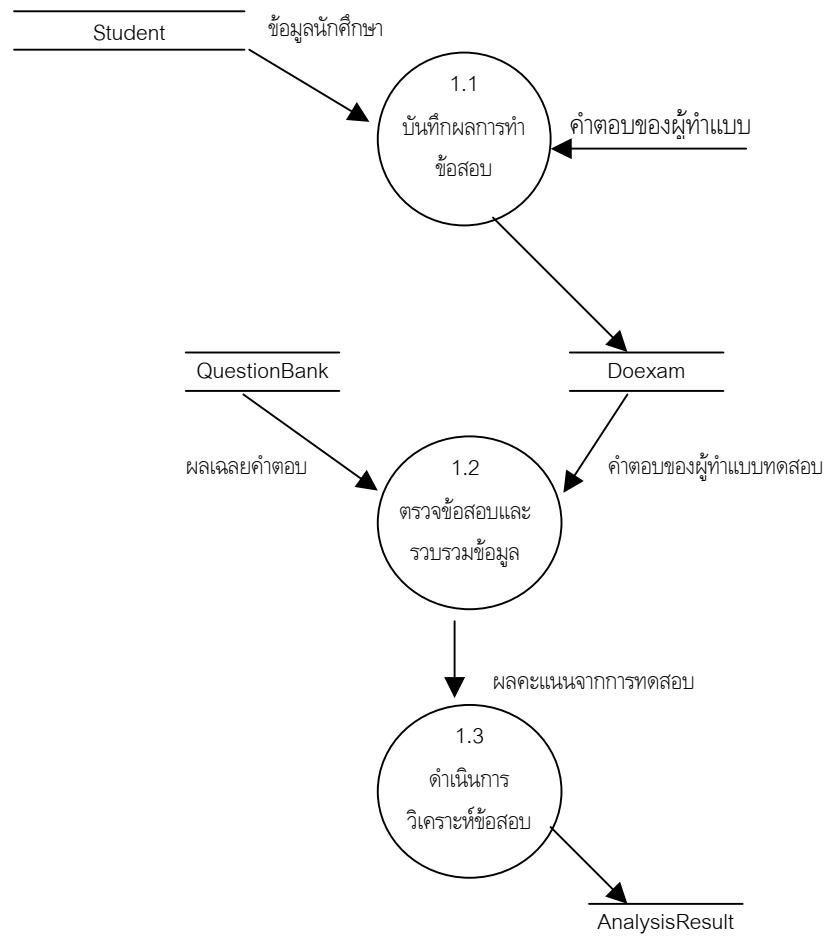 Student
ข้อมูลนักศึกษา
1.1
บันทึกผลการทำ
ข้อสอบ
คำตอบของผู้ทำแบบ
QuestionBank
Doexam
ผลเฉลยคำตอบ
1.2
ตรวจข้อสอบและ
รวบรวมข้อมูล
คำตอบของผู้ทำแบบทดสอบ
ผลคะแนนจากการทดสอบ
1.3
ดำเนินการ
วิเคราะห์ข้อสอบ
AnalysisResult